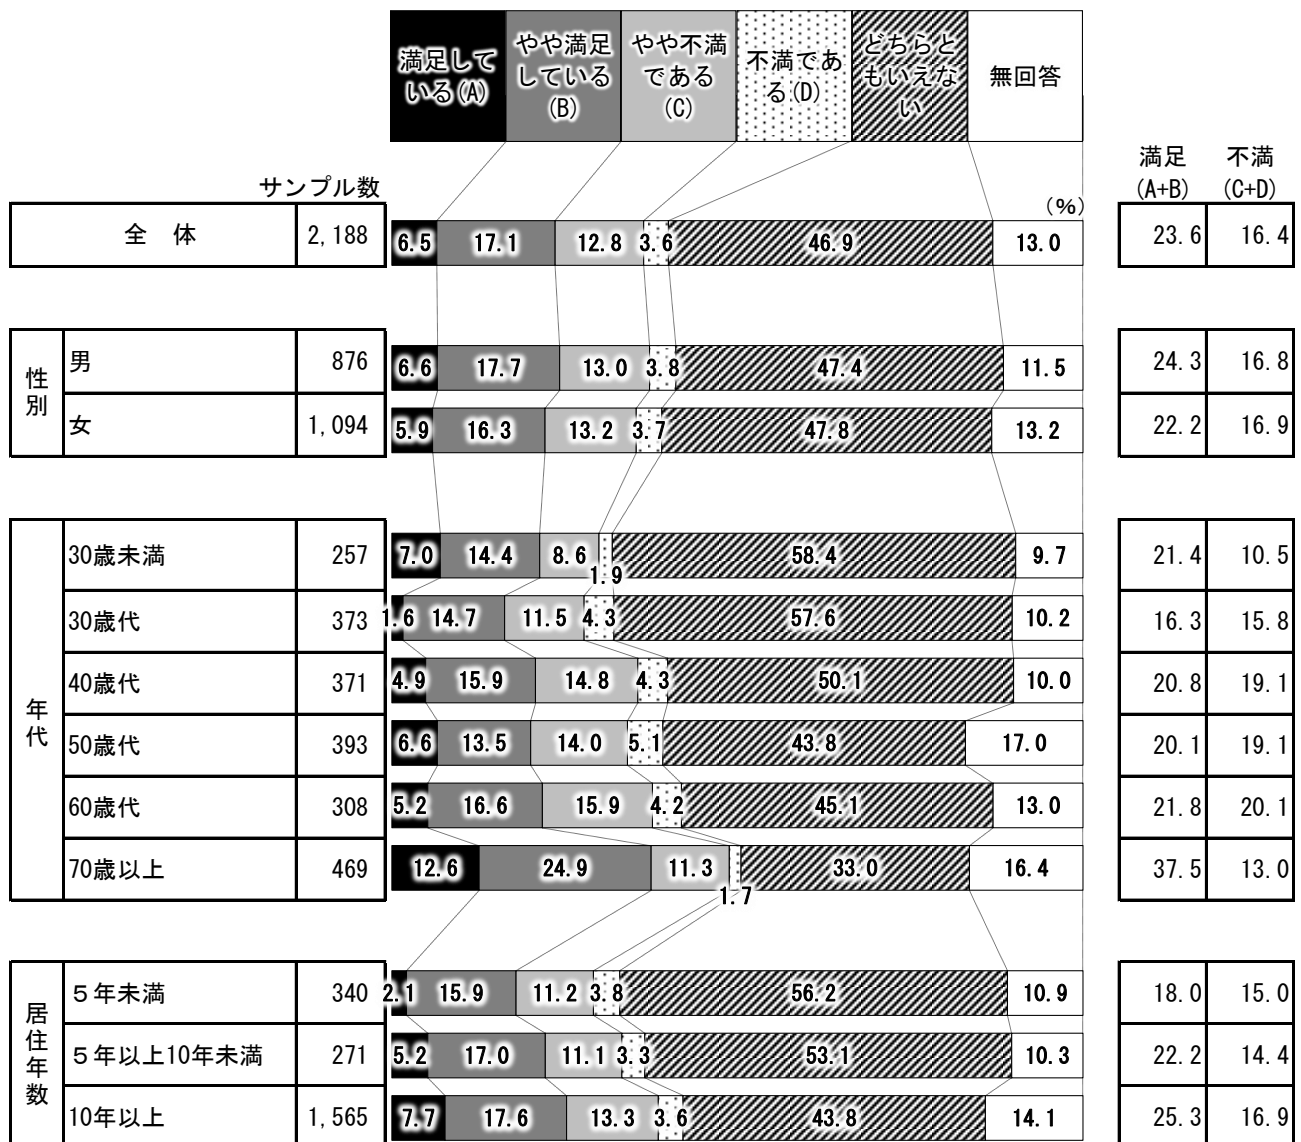 満足して
いる(A)
やや満足
している
(B)
やや不満
である
(C)
不満であ
る(D)
どちらと
もいえな
い
無回答
サンプル数
(%)
満足
(A+B)
不満
(C+D)
全 体 2,188 6.5 17.1 12.8 3.6 46.9 13.0 23.6 16.4
性別
男 876 6.6 17.7 13.0 3.8 47.4 11.5 24.3 16.8
女 1,094 5.9 16.3 13.2 3.7 47.8 13.2 22.2 16.9
年代
30歳未満 257 7.0 14.4 8.6 1.9 58.4 9.7 21.4 10.5
30歳代 373 1.6 14.7 11.5 4.3 57.6 10.2 16.3 15.8
40歳代 371 4.9 15.9 14.8 4.3 50.1 10.0 20.8 19.1
50歳代 393 6.6 13.5 14.0 5.1 43.8 17.0 20.1 19.1
60歳代 308 5.2 16.6 15.9 4.2 45.1 13.0 21.8 20.1
70歳以上 469 12.6 24.9 11.3 1.7 33.0 16.4 37.5 13.0
居住年数
5年未満 340 2.1 15.9 11.2 3.8 56.2 10.9 18.0 15.0
5年以上10年未満 271 5.2 17.0 11.1 3.3 53.1 10.3 22.2 14.4
10年以上 1,565 7.7 17.6 13.3 3.6 43.8 14.1 25.3 16.9